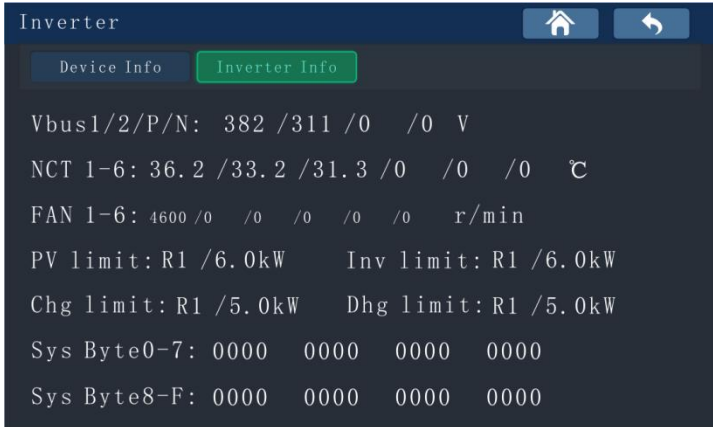 Inverter
Device Info Inverter Info
Vbus1/2/P/N: 382 /311 /0 /0 V
NCT 1-6: 36.2 /33.2 /31.3 /0 /0 /0 ℃
FAN 1-6: 4600 /0 /0 /0 /0 /0 r/min
PV limit: R1 /6.0kW Inv limit: R1 /6.0kW
Chg limit: R1 /5.0kW Dhg limit: R1 /5.0kW
Sys Byte0-7: 0000 0000 0000 0000
Sys Byte8-F: 0000 0000 0000 0000